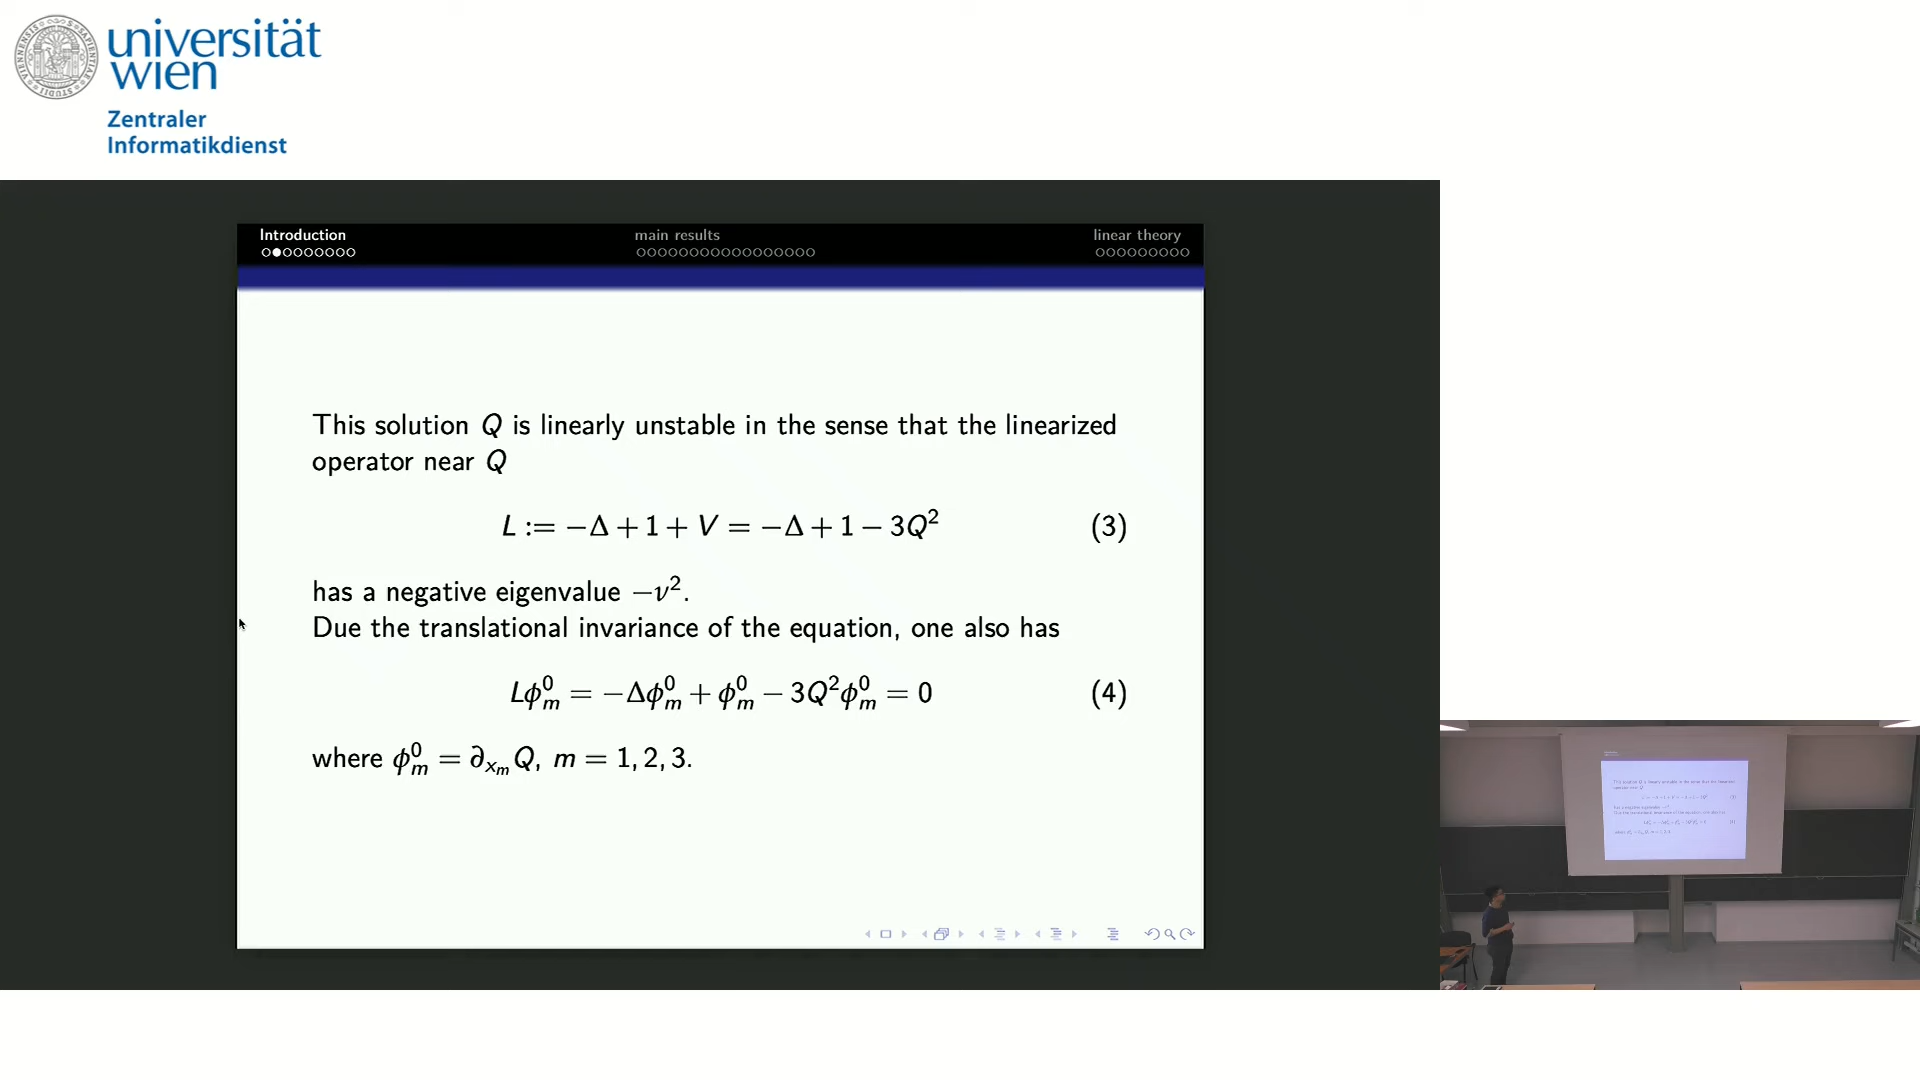 universität
wien
Zentraler
Informatikdienst
Introduction
main results
linear theory
This solution Q is linearly unstable in the sense that the linearized
operator near Q
L := −Δ + 1 + V = −Δ + 1 − 3Q² (3)
has a negative eigenvalue −ν².
Due the translational invariance of the equation, one also has
Lϕ⁰ₘ = −Δϕ⁰ₘ + ϕ⁰ₘ − 3Q²ϕ⁰ₘ = 0 (4)
where ϕ⁰ₘ = ∂ₓₘQ, m = 1, 2, 3.